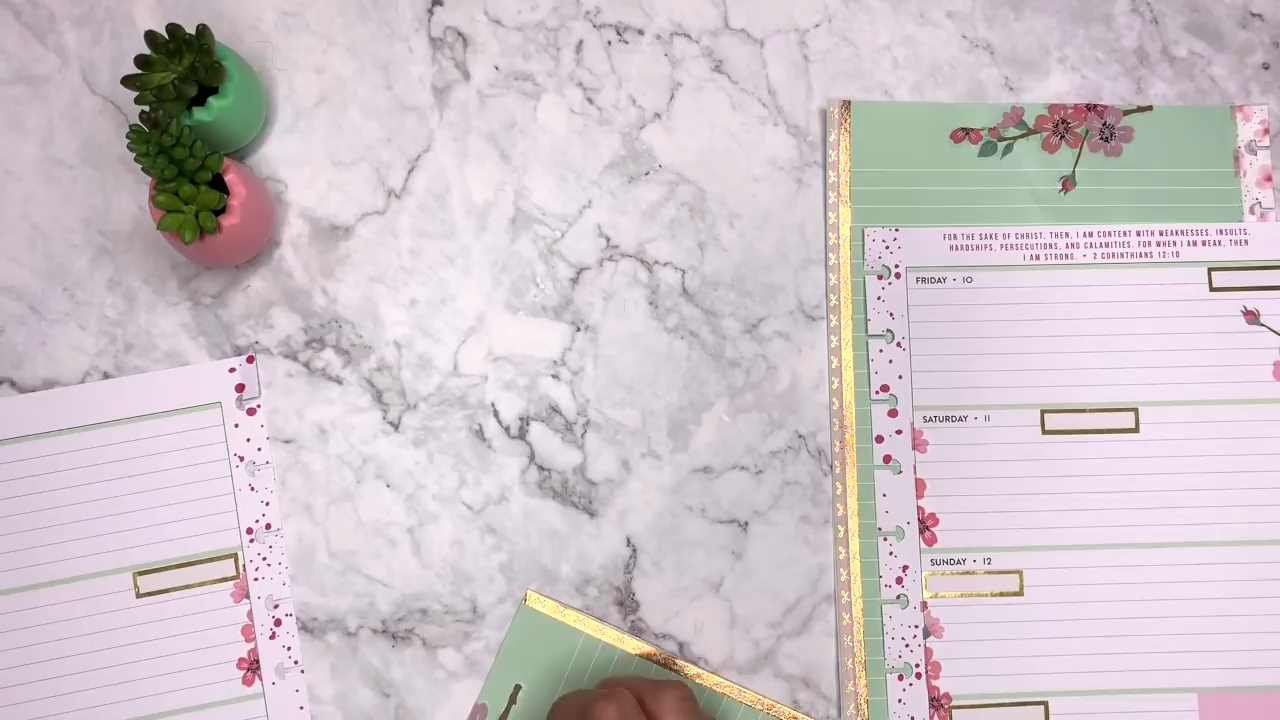 FOR THE SAKE OF CHRIST, THEN, I AM CONTENT WITH WEAKNESSES, INSULTS,
HARDSHIPS, PERSECUTIONS, AND CALAMITIES. FOR WHEN I AM WEAK, THEN
I AM STRONG. • 2 CORINTHIANS 12:10
FRIDAY • 10
SATURDAY • 11
SUNDAY • 12